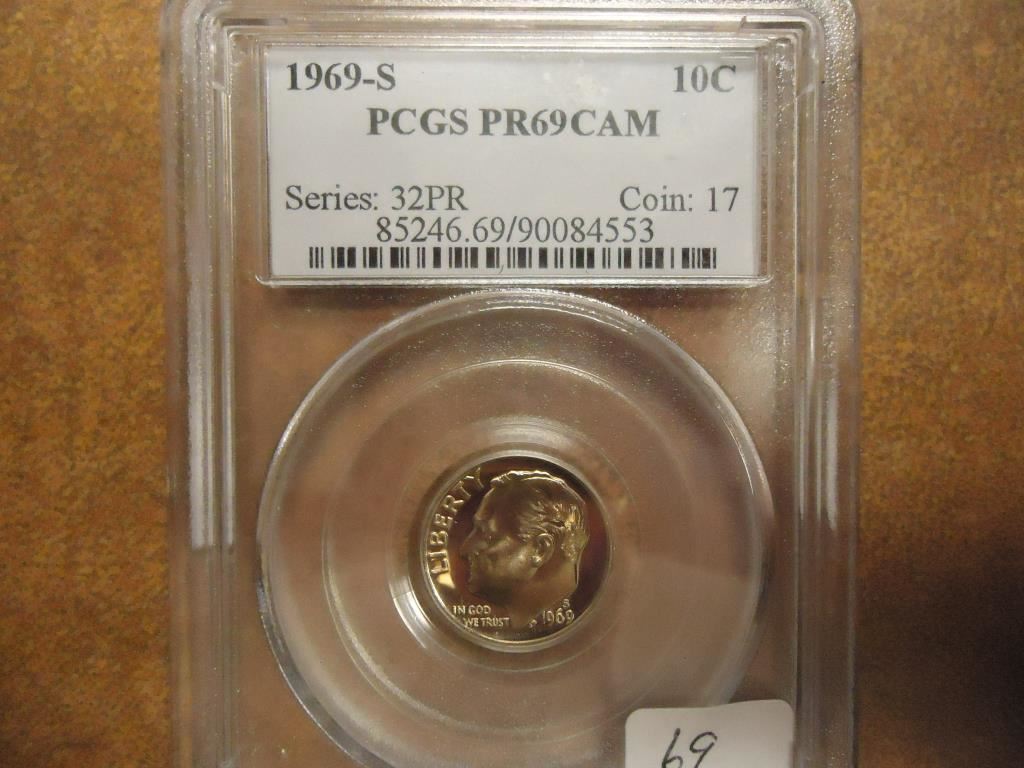 1969-S 10C
PCGS PR69CAM
Series: 32PR Coin: 17
85246.69/90084553
LIBERTY
IN GOD
WE TRUST
S
1969
69